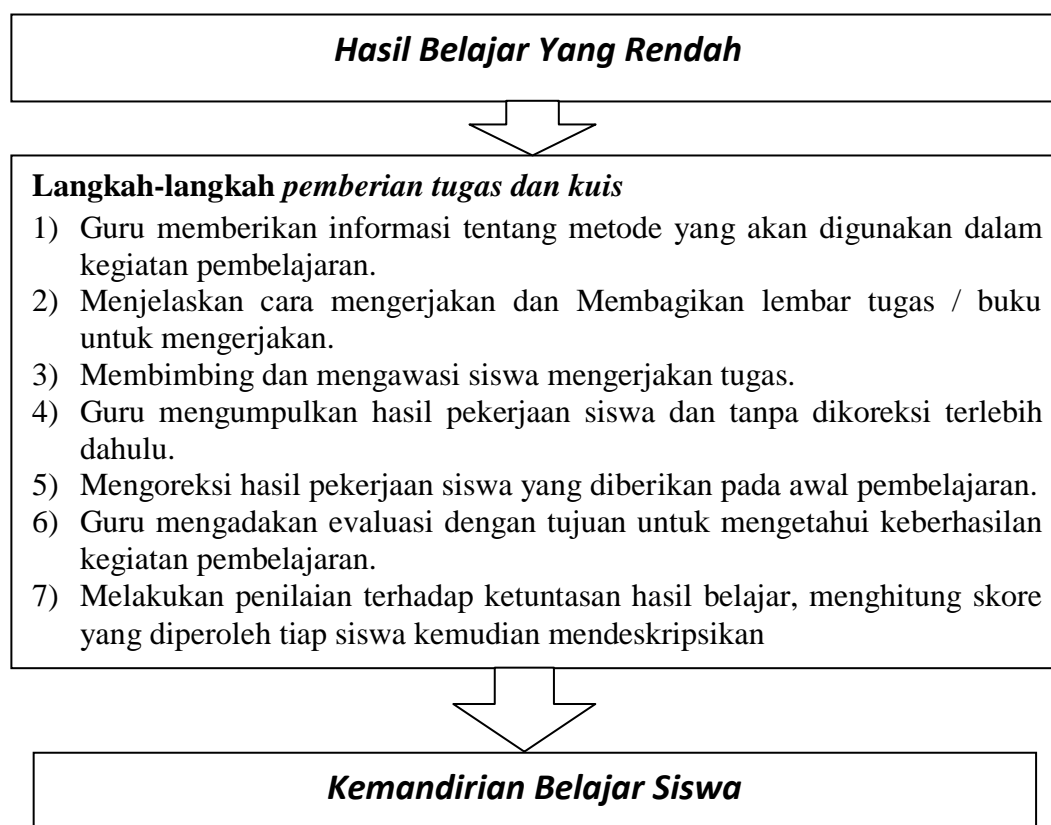 Hasil Belajar Yang Rendah
Langkah-langkah pemberian tugas dan kuis
1) Guru memberikan informasi tentang metode yang akan digunakan dalam
kegiatan pembelajaran.
2) Menjelaskan cara mengerjakan dan Membagikan lembar tugas / buku
untuk mengerjakan.
3) Membimbing dan mengawasi siswa mengerjakan tugas.
4) Guru mengumpulkan hasil pekerjaan siswa dan tanpa dikoreksi terlebih
dahulu.
5) Mengoreksi hasil pekerjaan siswa yang diberikan pada awal pembelajaran.
6) Guru mengadakan evaluasi dengan tujuan untuk mengetahui keberhasilan
kegiatan pembelajaran.
7) Melakukan penilaian terhadap ketuntasan hasil belajar, menghitung skore
yang diperoleh tiap siswa kemudian mendeskripsikan
Kemandirian Belajar Siswa